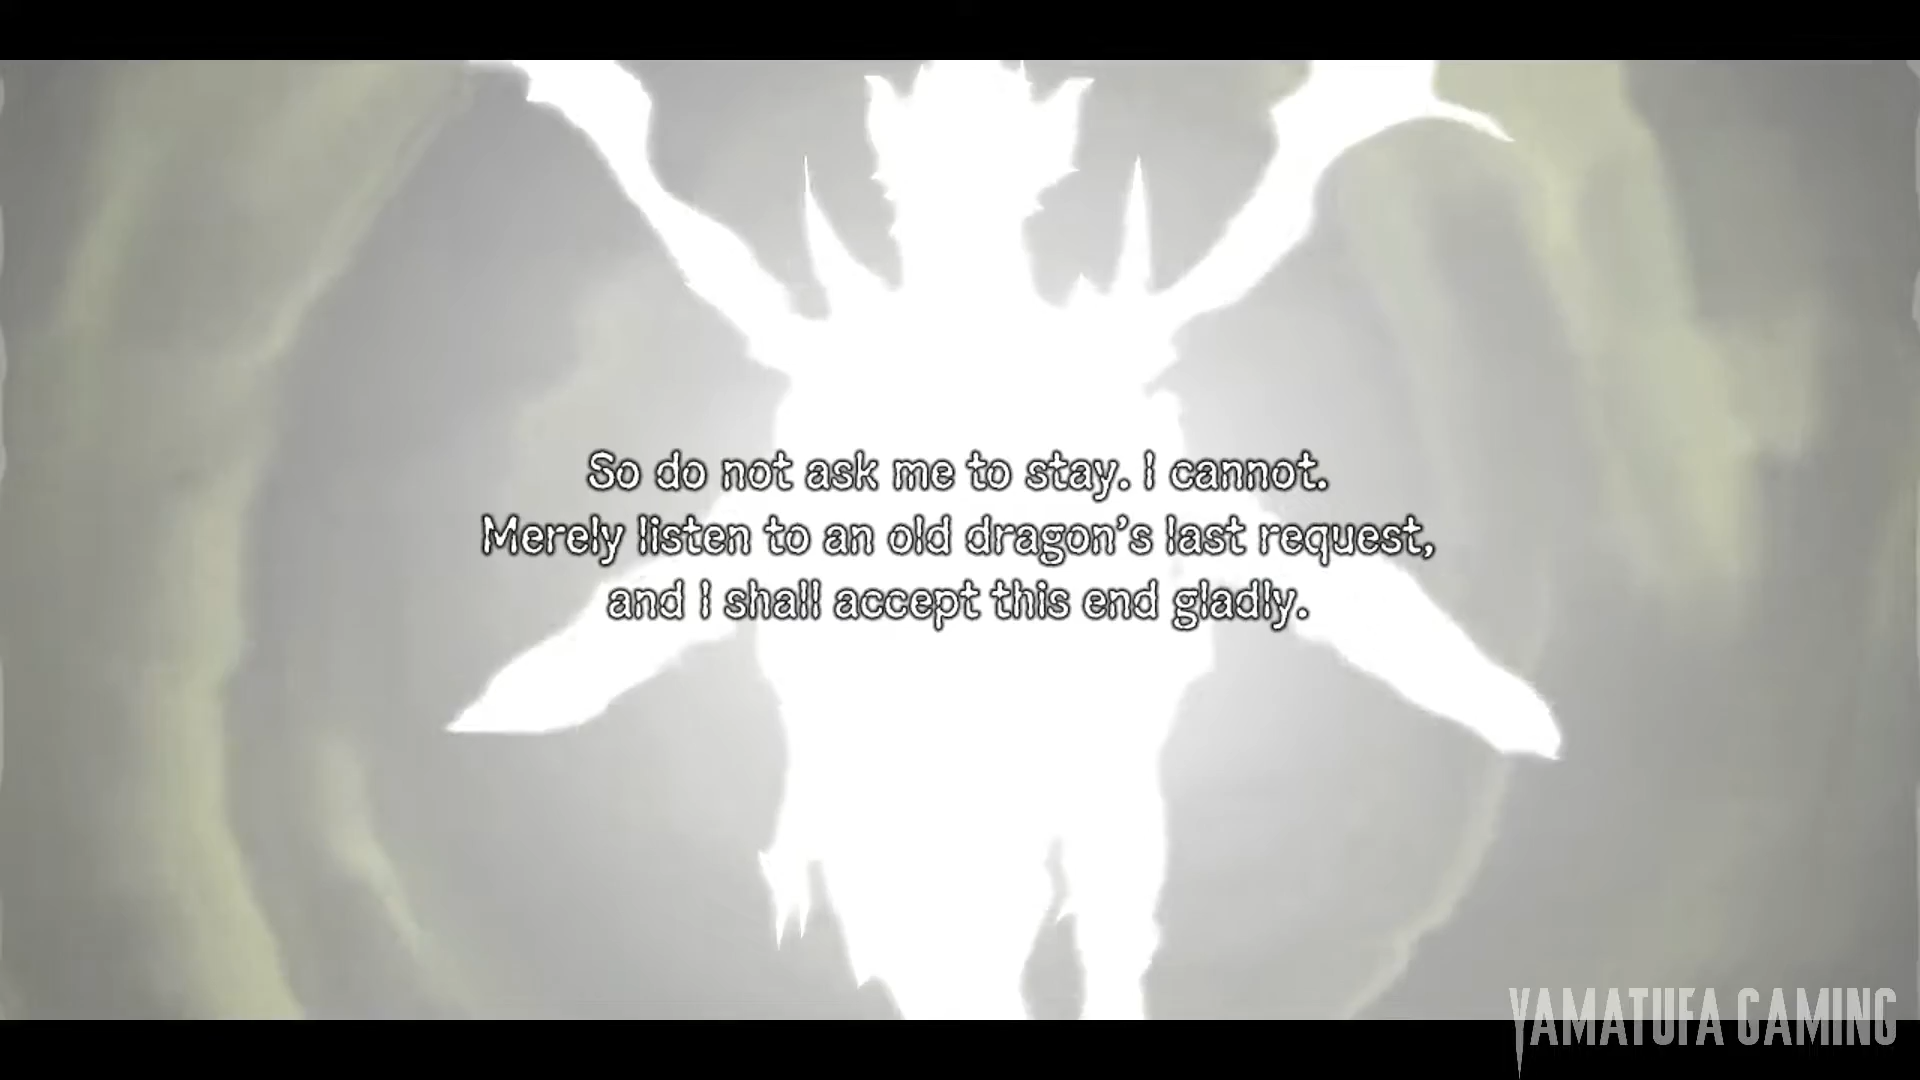 So do not ask me to stay. I cannot.
Merely listen to an old dragon's last request,
and I shall accept this end gladly.
YAMATUFA GAMING